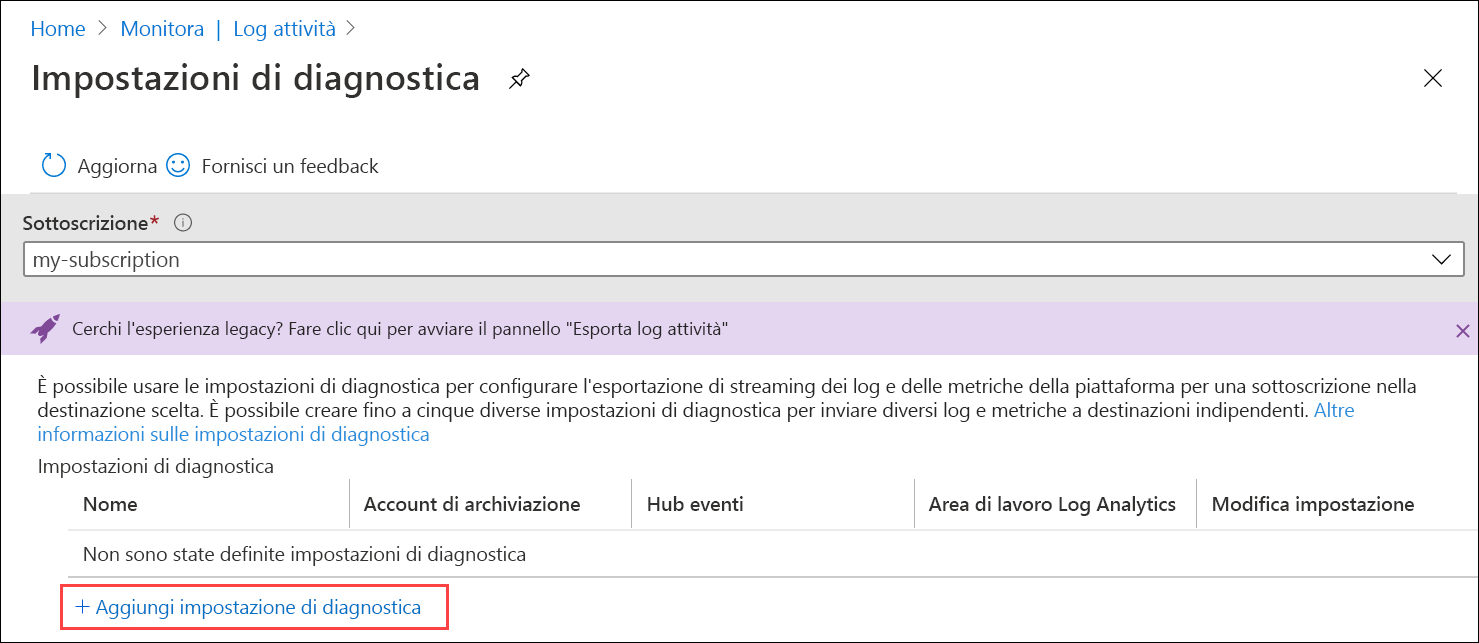 Home > Monitora | Log attività >
Impostazioni di diagnostica
Aggiorna Fornisci un feedback
Sottoscrizione*
my-subscription
Cerchi l'esperienza legacy? Fare clic qui per avviare il pannello "Esporta log attività"
È possibile usare le impostazioni di diagnostica per configurare l'esportazione di streaming dei log e delle metriche della piattaforma per una sottoscrizione nella
destinazione scelta. È possibile creare fino a cinque diverse impostazioni di diagnostica per inviare diversi log e metriche a destinazioni indipendenti. Altre
informazioni sulle impostazioni di diagnostica
Impostazioni di diagnostica
Nome Account di archiviazione Hub eventi Area di lavoro Log Analytics Modifica impostazione
Non sono state definite impostazioni di diagnostica
+ Aggiungi impostazione di diagnostica